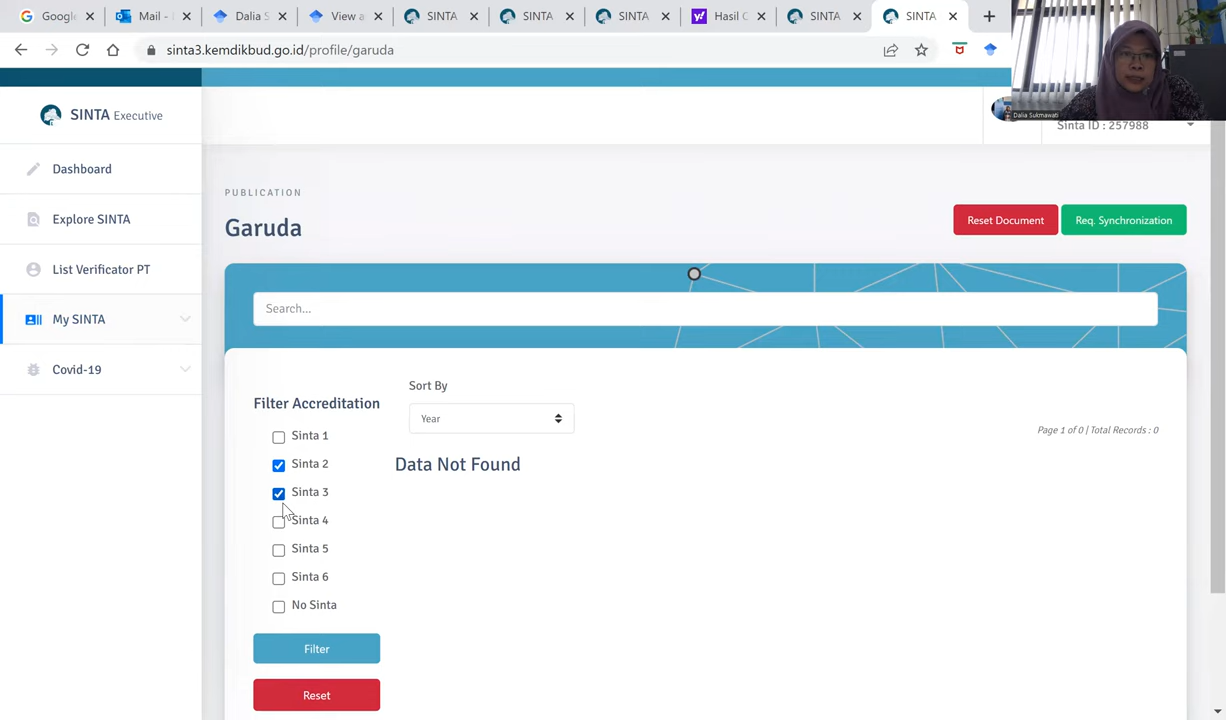 Google
Mail -
Dalia S
View a
SINTA
SINTA
SINTA
Hasil C
SINTA
SINTA
sinta3.kemdikbud.go.id/profile/garuda
Dalia Sukmawati
SINTA Executive
Sinta ID : 257988
Dashboard
PUBLICATION
Explore SINTA
Garuda
Reset Document
Req. Synchronization
List Verificator PT
Search...
My SINTA
Covid-19
Sort By
Filter Accreditation
Year
Page 1 of 0 | Total Records : 0
Sinta 1
Sinta 2
Data Not Found
Sinta 3
Sinta 4
Sinta 5
Sinta 6
No Sinta
Filter
Reset